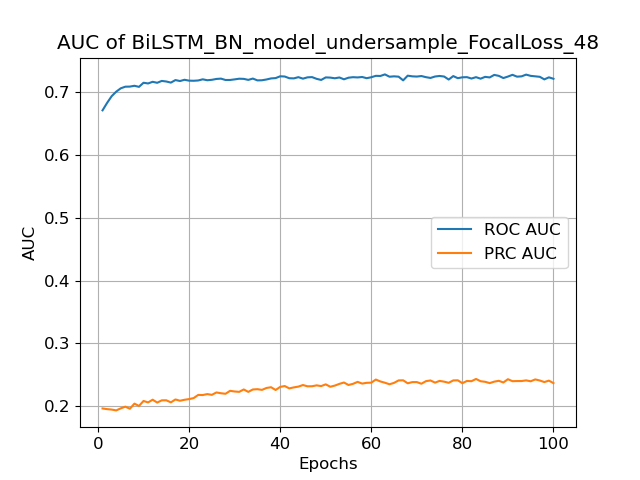 AUC of BiLSTM_BN_model_undersample_FocalLoss_48
AUC
0.7
0.6
0.5
0.4
0.3
0.2
ROC AUC
PRC AUC
0 20 40 60 80 100
Epochs